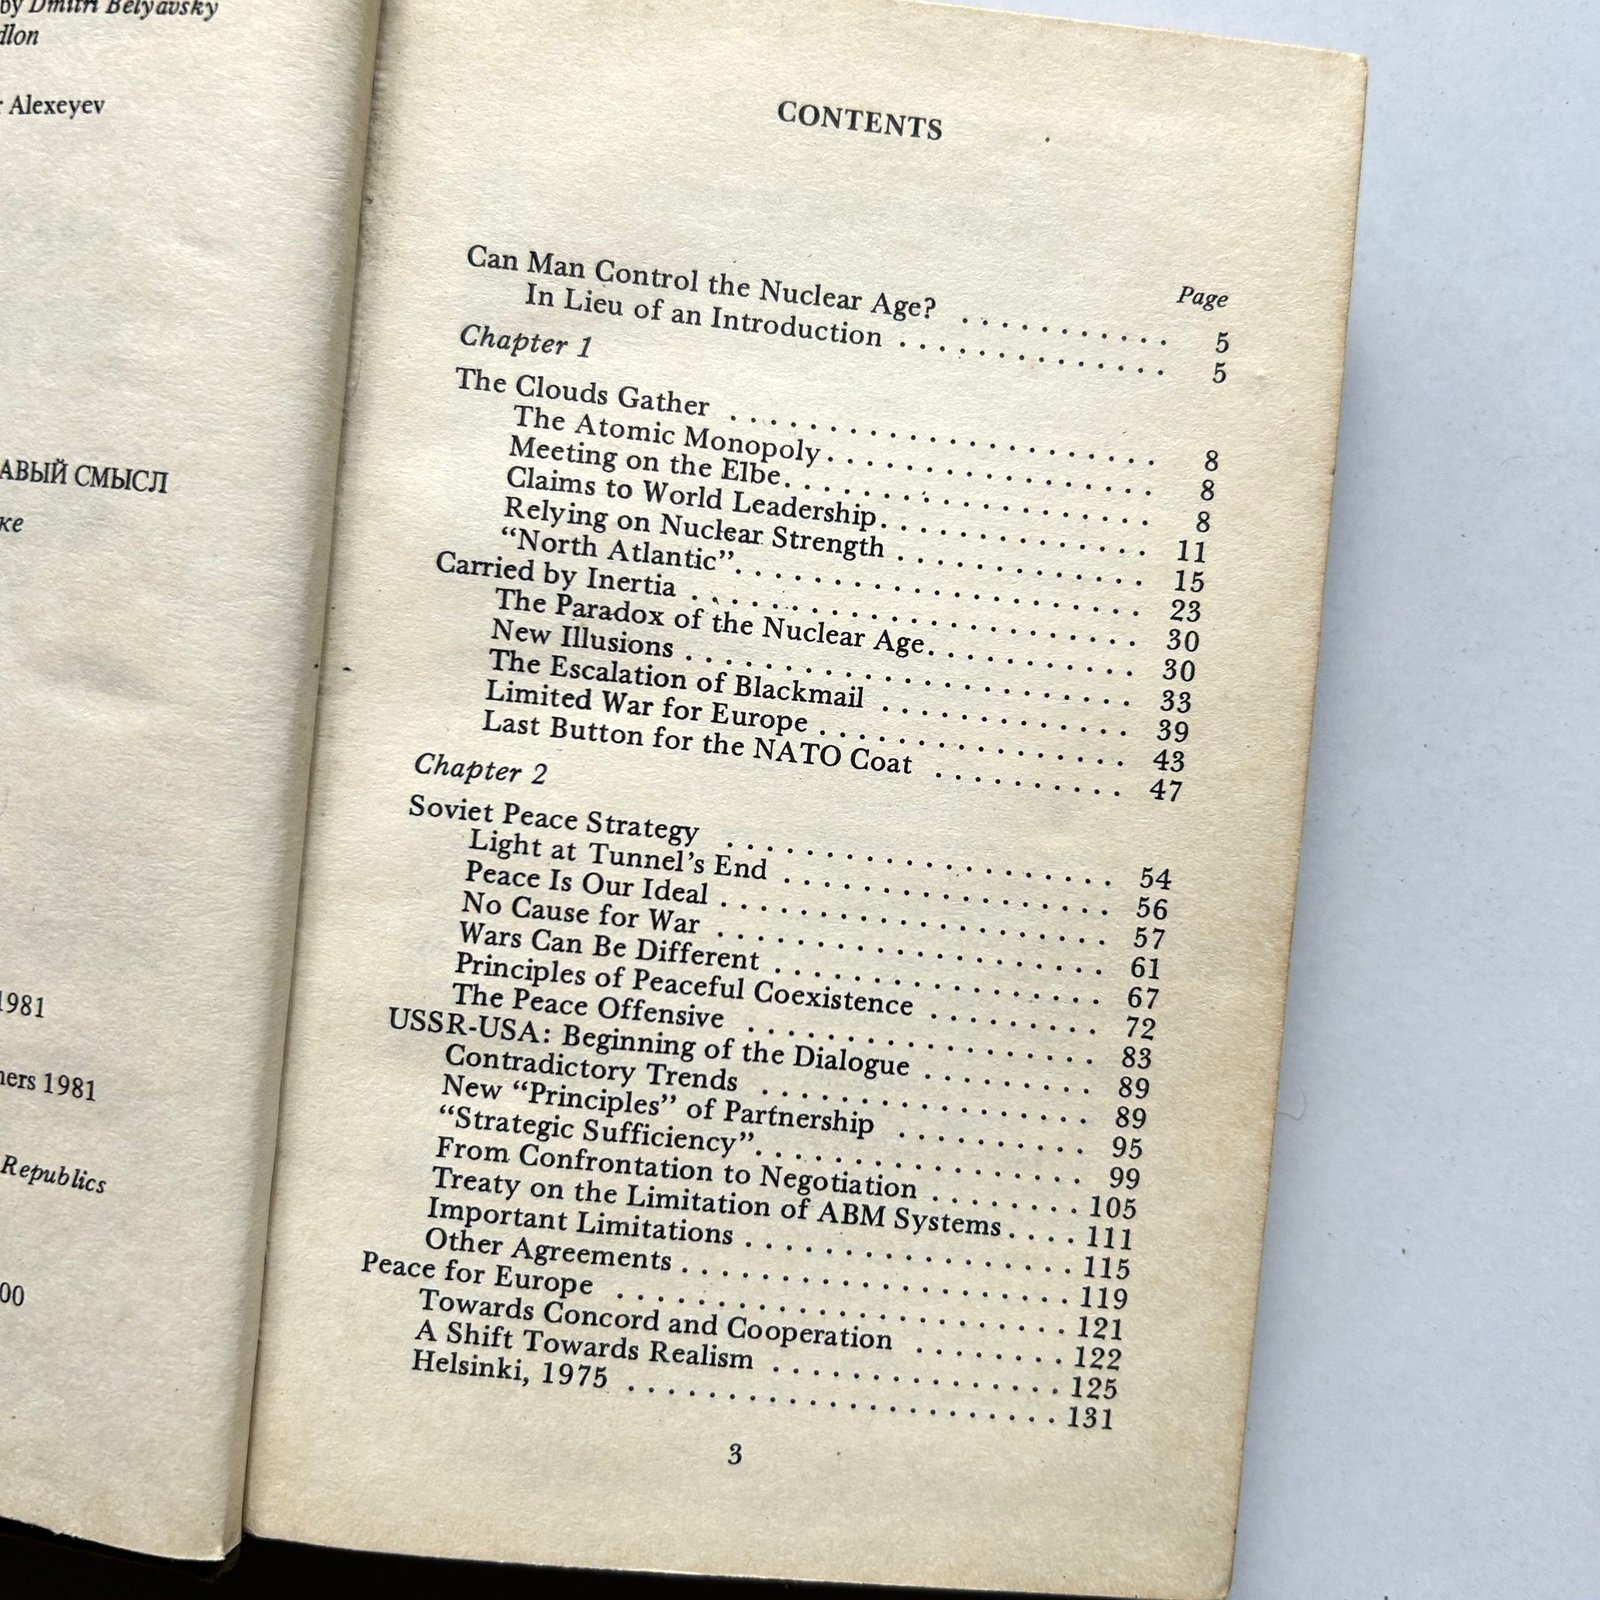 by Dmitri Belyavsky
Alexeyev
СМЫСЛ
1981
1981
Republics
CONTENTS
Page
Can Man Control the Nuclear Age? . . . . . . . . . . . 5
In Lieu of an Introduction . . . . . . . . . . . . . . 5
Chapter 1
The Clouds Gather . . . . . . . . . . . . . . . . . . 8
The Atomic Monopoly . . . . . . . . . . . . . . . . . 8
Meeting on the Elbe . . . . . . . . . . . . . . . . . 8
Claims to World Leadership . . . . . . . . . . . . . . 11
Relying on Nuclear Strength . . . . . . . . . . . . . 15
“North Atlantic” . . . . . . . . . . . . . . . . . . . 23
Carried by Inertia . . . . . . . . . . . . . . . . . . 30
The Paradox of the Nuclear Age . . . . . . . . . . . . 30
New Illusions . . . . . . . . . . . . . . . . . . . . 33
The Escalation of Blackmail . . . . . . . . . . . . . 39
Limited War for Europe . . . . . . . . . . . . . . . . 43
Last Button for the NATO Coat . . . . . . . . . . . . 47
Chapter 2
Soviet Peace Strategy . . . . . . . . . . . . . . . . 54
Light at Tunnel’s End . . . . . . . . . . . . . . . . 56
Peace Is Our Ideal . . . . . . . . . . . . . . . . . . 57
No Cause for War . . . . . . . . . . . . . . . . . . . 61
Wars Can Be Different . . . . . . . . . . . . . . . . 67
Principles of Peaceful Coexistence . . . . . . . . . . 72
The Peace Offensive . . . . . . . . . . . . . . . . . 83
USSR-USA: Beginning of the Dialogue . . . . . . . . . 89
Contradictory Trends . . . . . . . . . . . . . . . . . 89
New “Principles” of Partnership . . . . . . . . . . . 95
“Strategic Sufficiency” . . . . . . . . . . . . . . . 99
From Confrontation to Negotiation . . . . . . . . 105
Treaty on the Limitation of ABM Systems . . . . 111
Important Limitations . . . . . . . . . . . . . . . . 115
Other Agreements . . . . . . . . . . . . . . . . . . . 119
Peace for Europe . . . . . . . . . . . . . . . . . . . 121
Towards Concord and Cooperation . . . . . . . . 122
A Shift Towards Realism . . . . . . . . . . . . . . . 125
Helsinki, 1975 . . . . . . . . . . . . . . . . . . . . 131
3